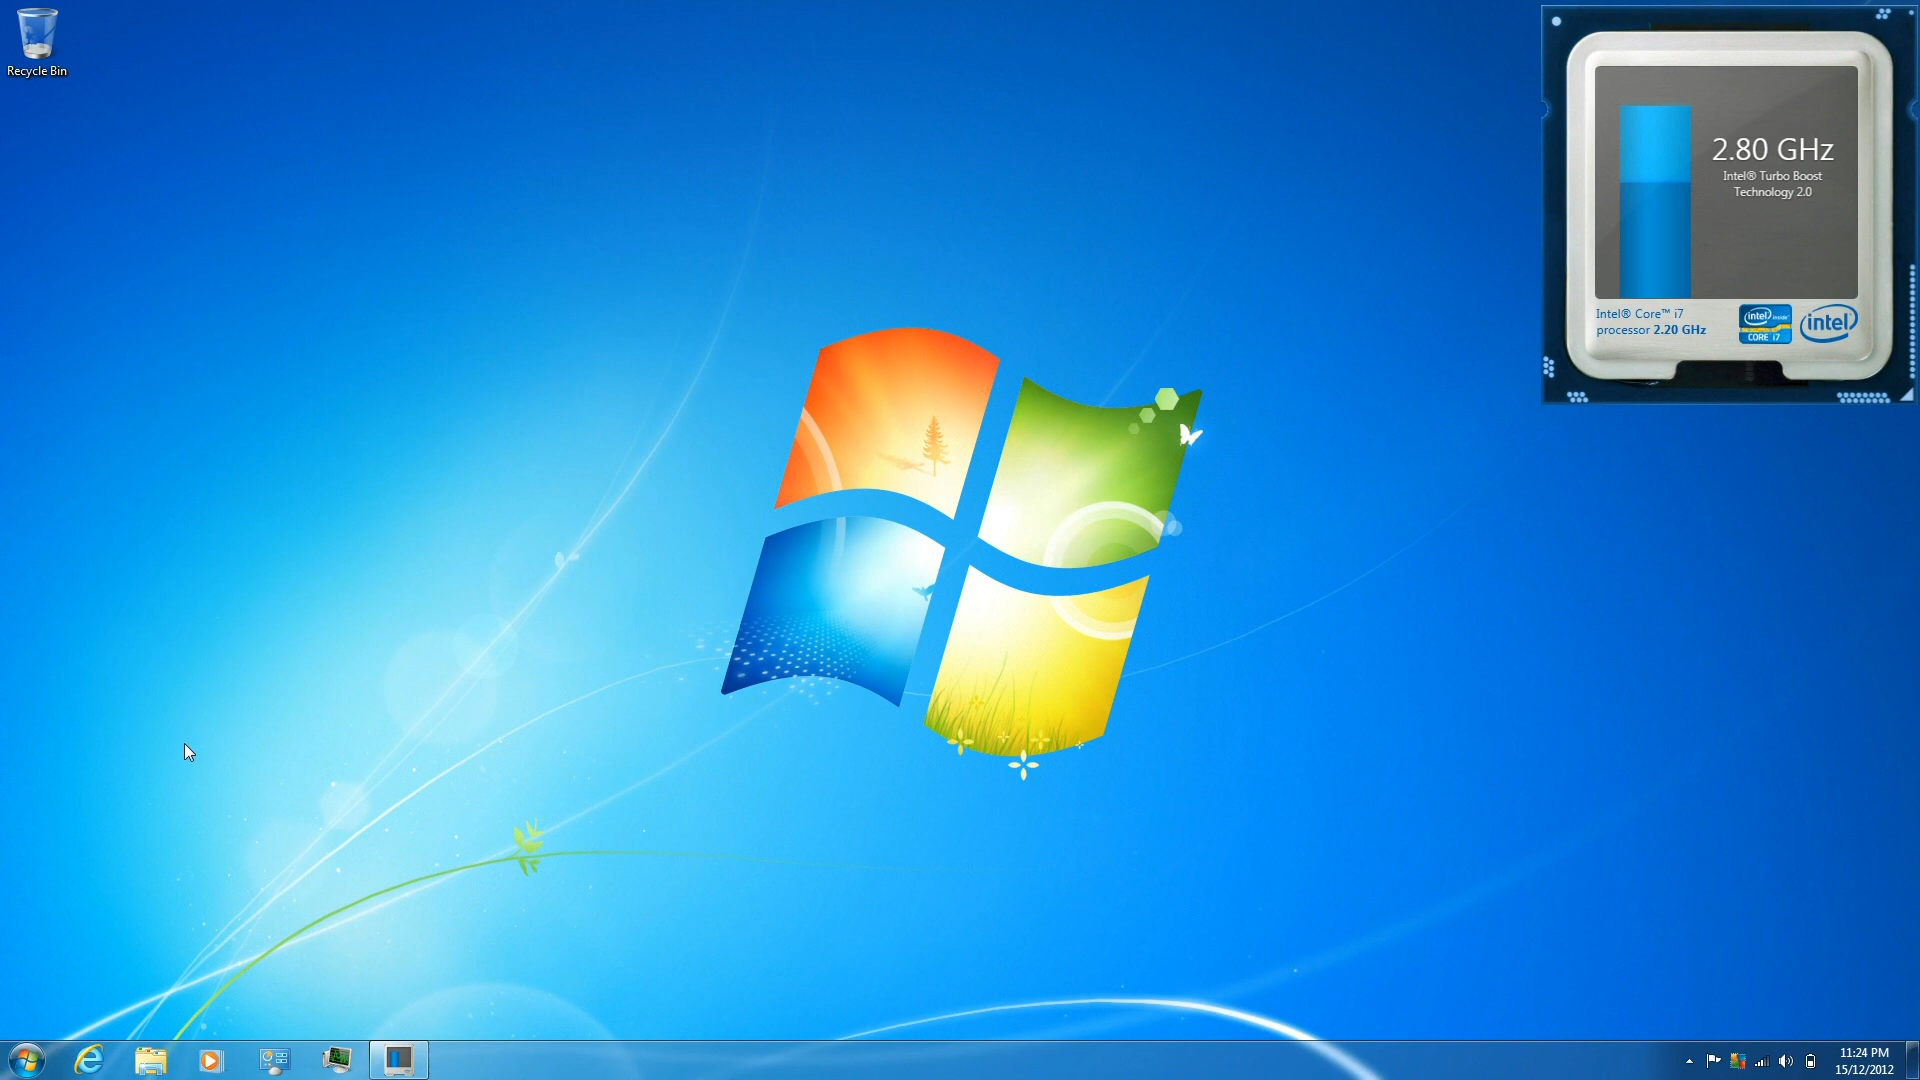 Recycle Bin
2.80 GHz
Intel® Turbo Boost
Technology 2.0
Intel® Core™ i7
processor 2.20 GHz
intel inside™
CORE i7
intel
11:24 PM
15/12/2012